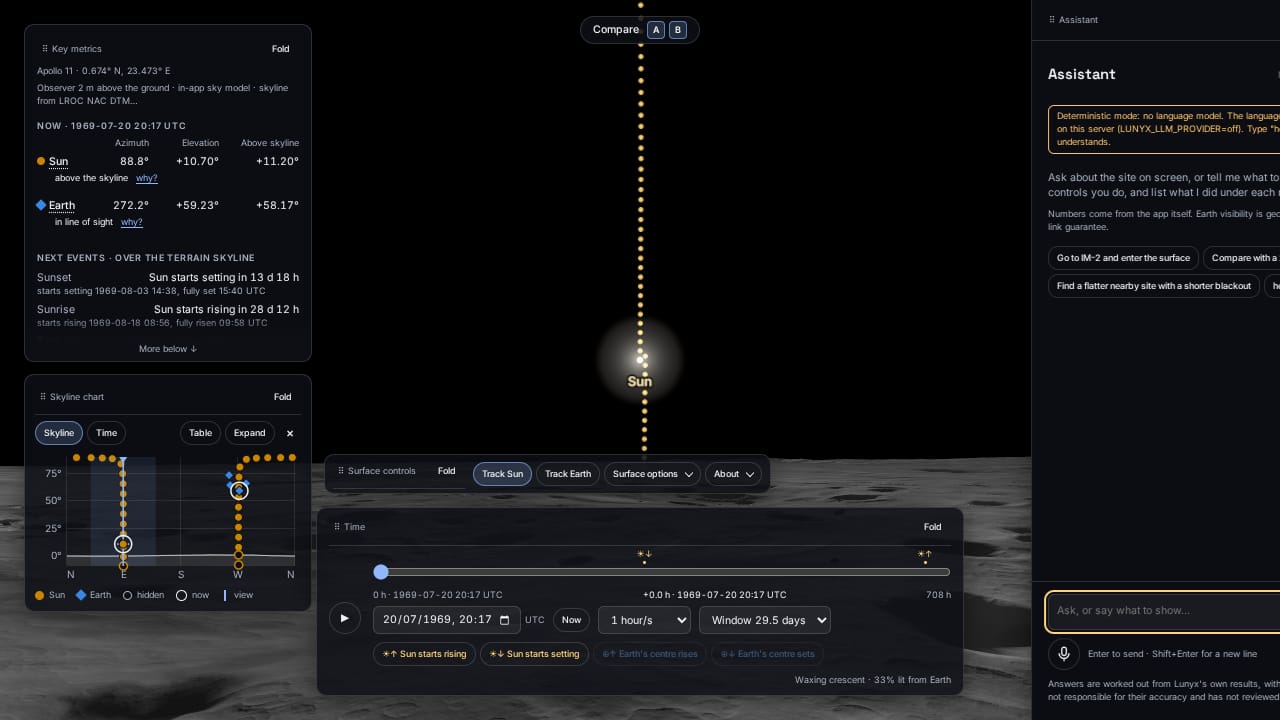 Compare A B
⠿ Key metrics Fold
Apollo 11 · 0.674° N, 23.473° E
Observer 2 m above the ground · in-app sky model · skyline
from LROC NAC DTM...
NOW · 1969-07-20 20:17 UTC
Azimuth Elevation Above skyline
Sun 88.8° +10.70° +11.20°
above the skyline why?
Earth 272.2° +59.23° +58.17°
in line of sight why?
NEXT EVENTS · OVER THE TERRAIN SKYLINE
Sunset Sun starts setting in 13 d 18 h
starts setting 1969-08-03 14:38, fully set 15:40 UTC
Sunrise Sun starts rising in 28 d 12 h
starts rising 1969-08-18 08:56, fully risen 09:58 UTC
More below ↓
⠿ Skyline chart Fold
Skyline Time Table Expand ×
75°
50°
25°
0°
N E S W N
Sun Earth hidden now view
Sun
⠿ Surface controls Fold Track Sun Track Earth Surface options About
⠿ Time Fold
☀↓ ☀↑
0 h · 1969-07-20 20:17 UTC +0.0 h · 1969-07-20 20:17 UTC 708 h
20/07/1969, 20:17 UTC Now 1 hour/s Window 29.5 days
☀↑ Sun starts rising ☀↓ Sun starts setting ⊕↑ Earth's centre rises ⊕↓ Earth's centre sets
Waxing crescent · 33% lit from Earth
⠿ Assistant
Assistant
Deterministic mode: no language model. The language
on this server (LUNYX_LLM_PROVIDER=off). Type "he
understands.
Ask about the site on screen, or tell me what to
controls you do, and list what I did under each
Numbers come from the app itself. Earth visibility is geo
link guarantee.
Go to IM-2 and enter the surface Compare with a
Find a flatter nearby site with a shorter blackout he
Ask, or say what to show...
Enter to send · Shift+Enter for a new line
Answers are worked out from Lunyx's own results, with
not responsible for their accuracy and has not reviewed